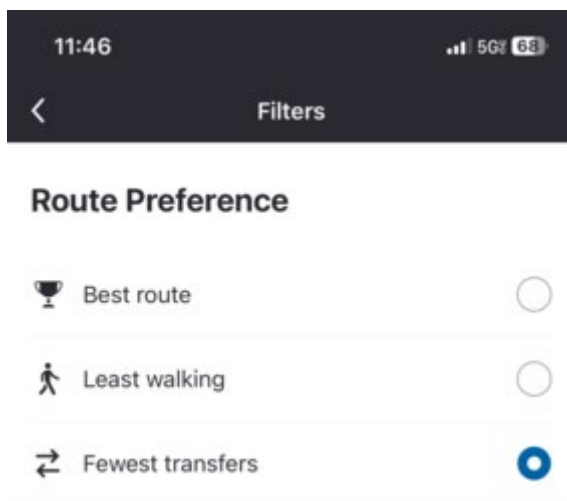 11:46 5G 68
Filters
Route Preference
Best route
Least walking
Fewest transfers